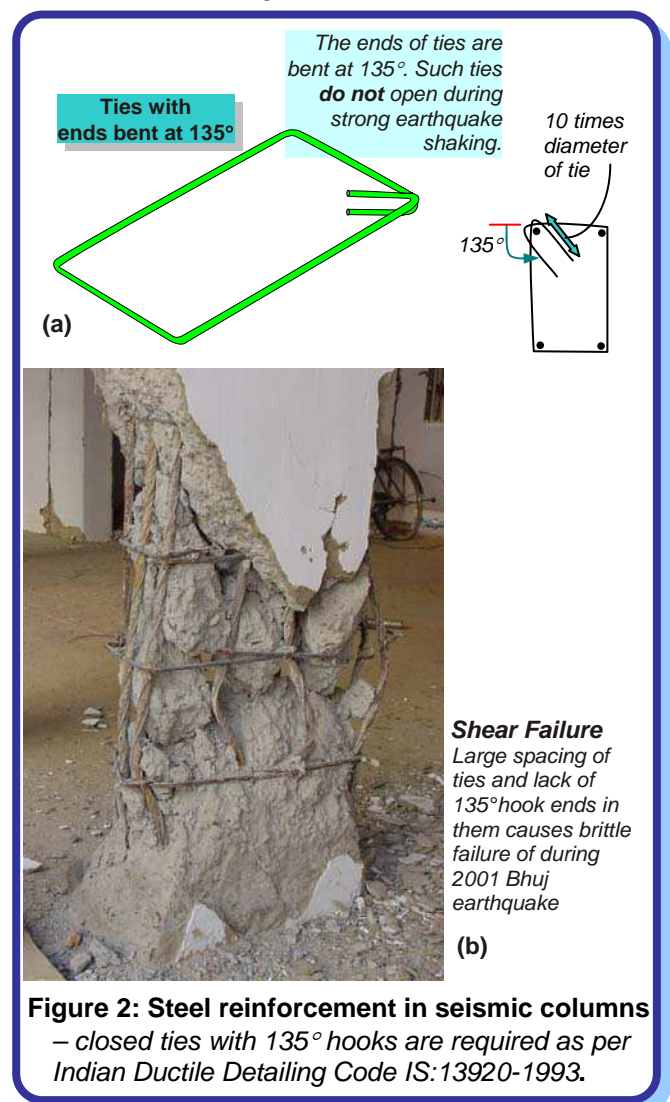 Ties with
ends bent at 135°
The ends of ties are
bent at 135°. Such ties
do not open during
strong earthquake
shaking.
10 times
diameter
of tie
135°
(a)
Shear Failure
Large spacing of
ties and lack of
135° hook ends in
them causes brittle
failure of during
2001 Bhuj
earthquake
(b)
Figure 2: Steel reinforcement in seismic columns
– closed ties with 135° hooks are required as per
Indian Ductile Detailing Code IS:13920-1993.